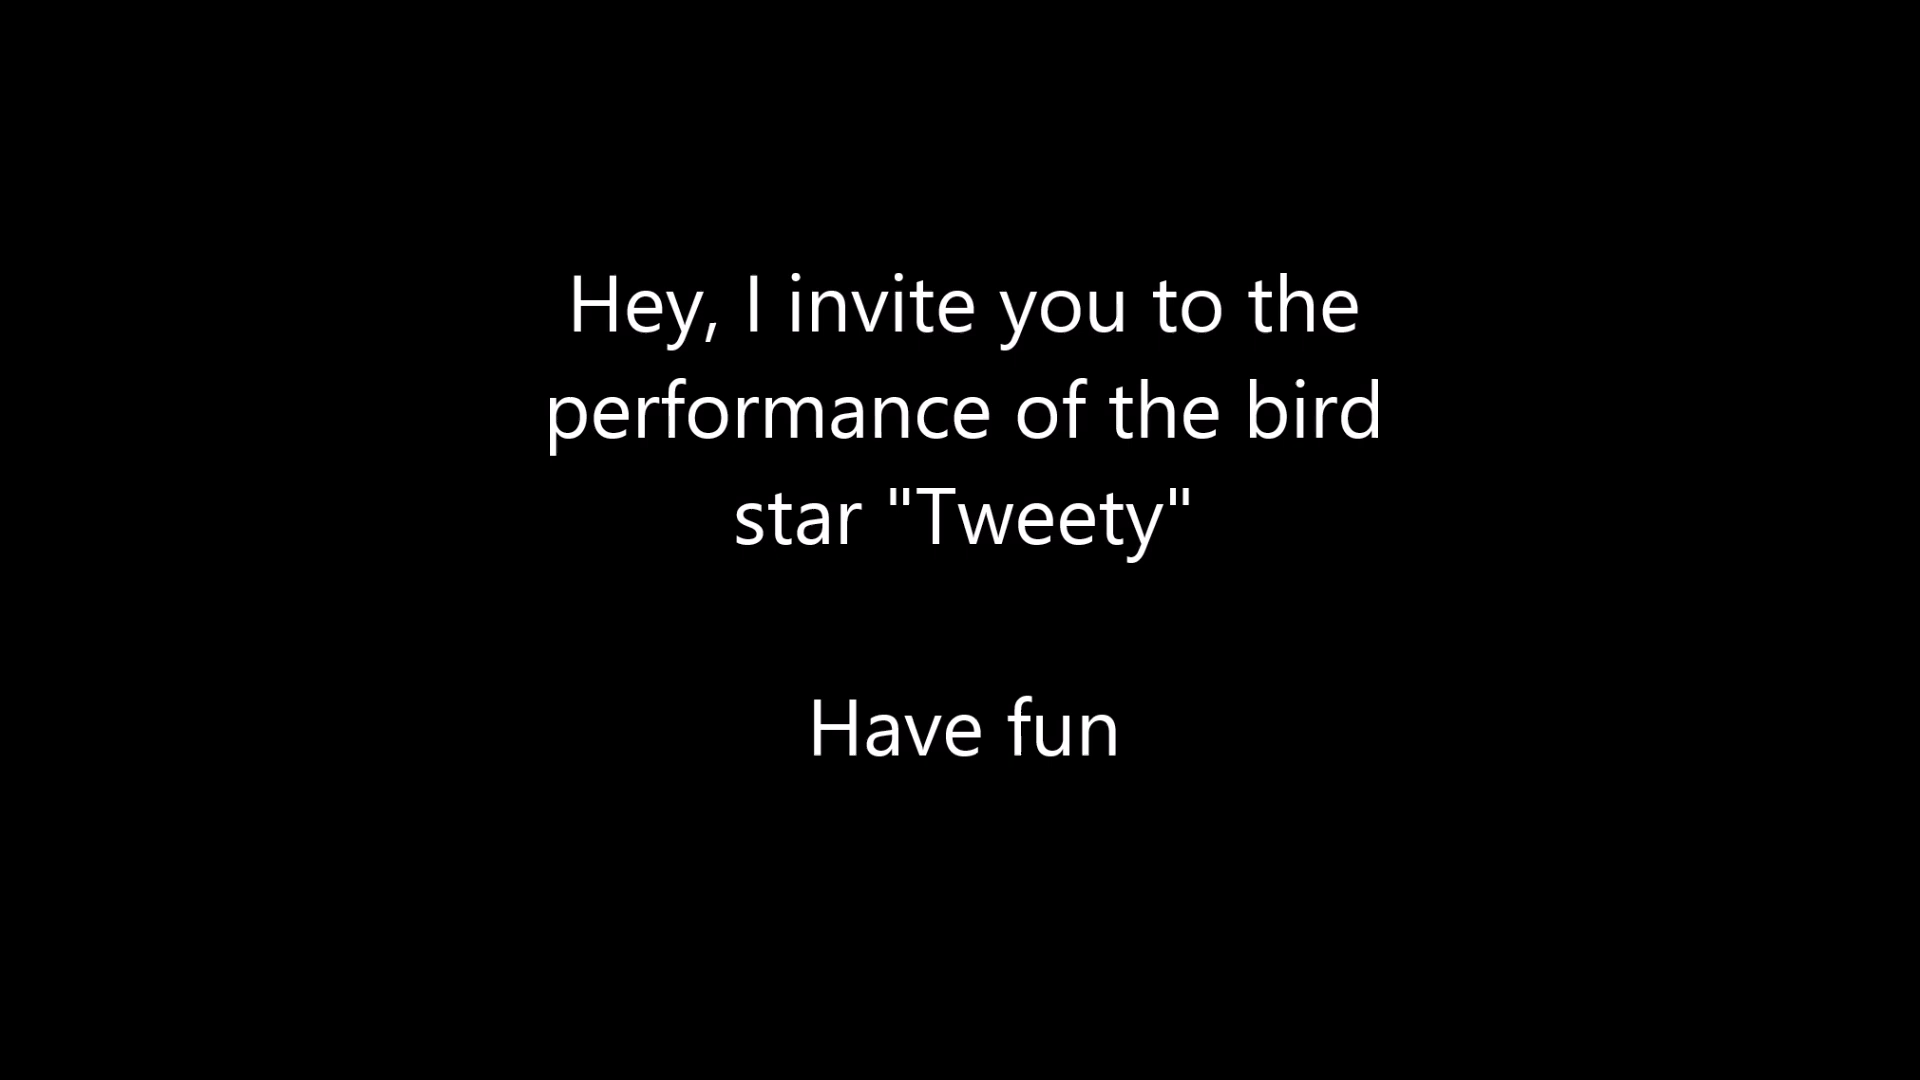 Hey, I invite you to the
performance of the bird
star "Tweety"
Have fun